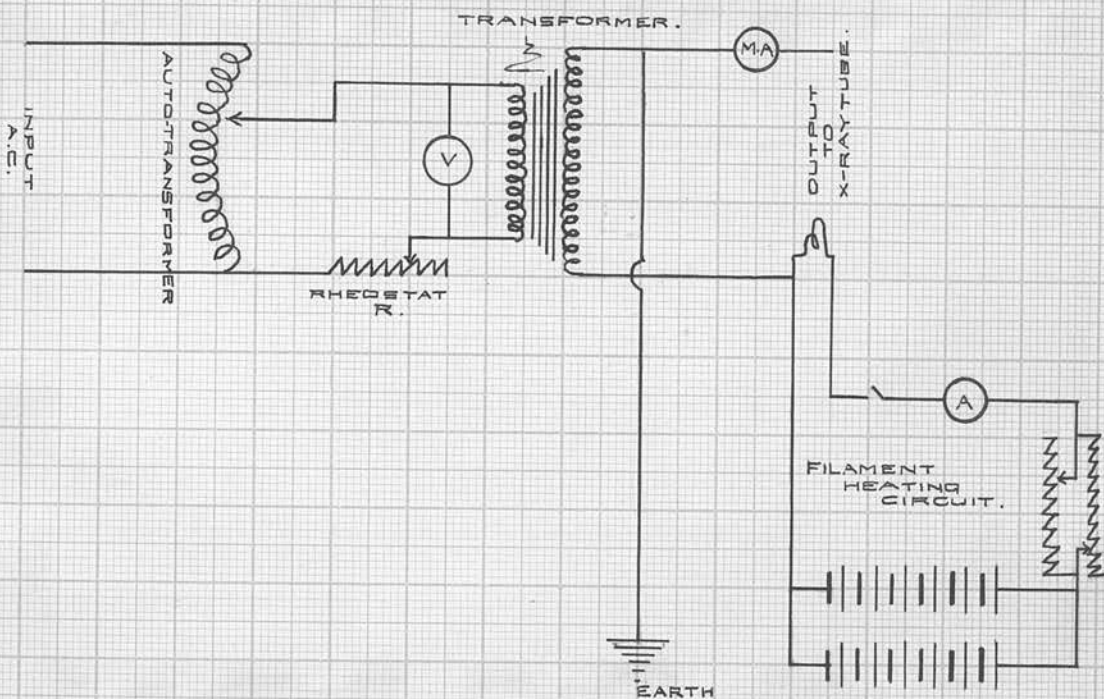 TRANSFORMER.
M.A
OUTPUT
TO
X-RAY TUBE.
INPUT
A.C.
AUTO-TRANSFORMER
V
RHEOSTAT
R.
A
FILAMENT
HEATING
CIRCUIT.
EARTH